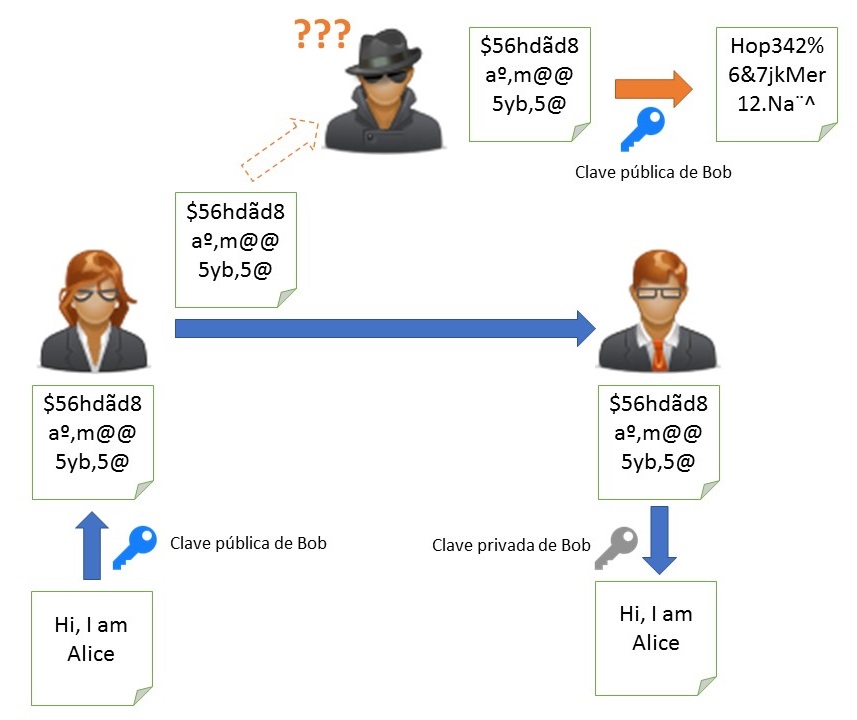 ???
$56hdãd8
aº,m@@
5yb,5@
Hop342%
6&7jkMer
12.Na¨^
Clave pública de Bob
$56hdãd8
aº,m@@
5yb,5@
$56hdãd8
aº,m@@
5yb,5@
$56hdãd8
aº,m@@
5yb,5@
Clave pública de Bob
Clave privada de Bob
Hi, I am
Alice
Hi, I am
Alice